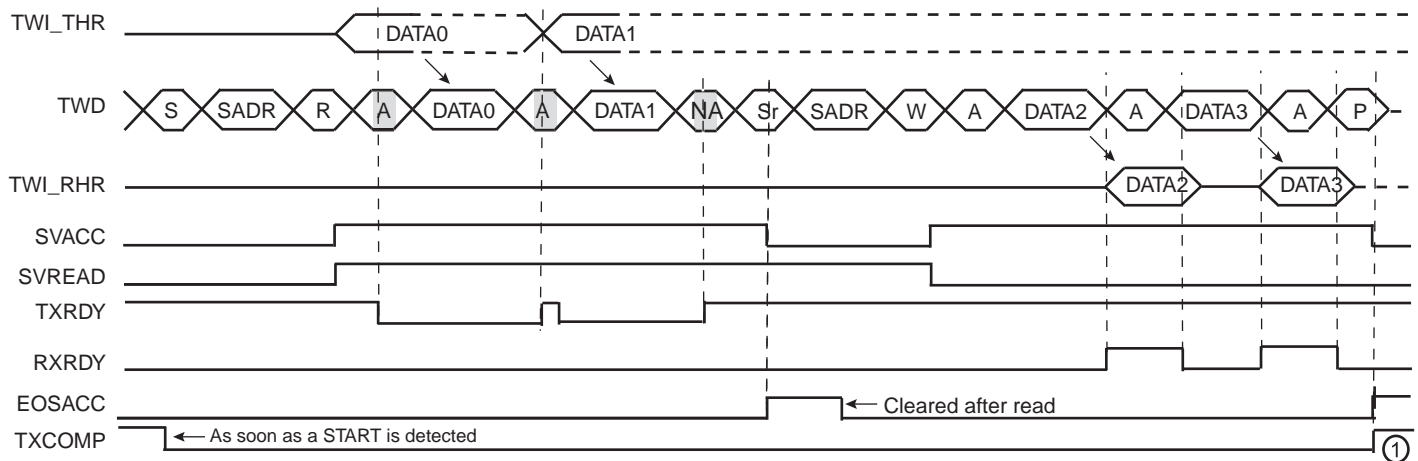 TWI_THR DATA0 DATA1
TWD S SADR R A DATA0 A DATA1 NA Sr SADR W A DATA2 A DATA3 A P
TWI_RHR DATA2 DATA3
SVACC
SVREAD
TXRDY
RXRDY
EOSACC Cleared after read
TXCOMP As soon as a START is detected 1